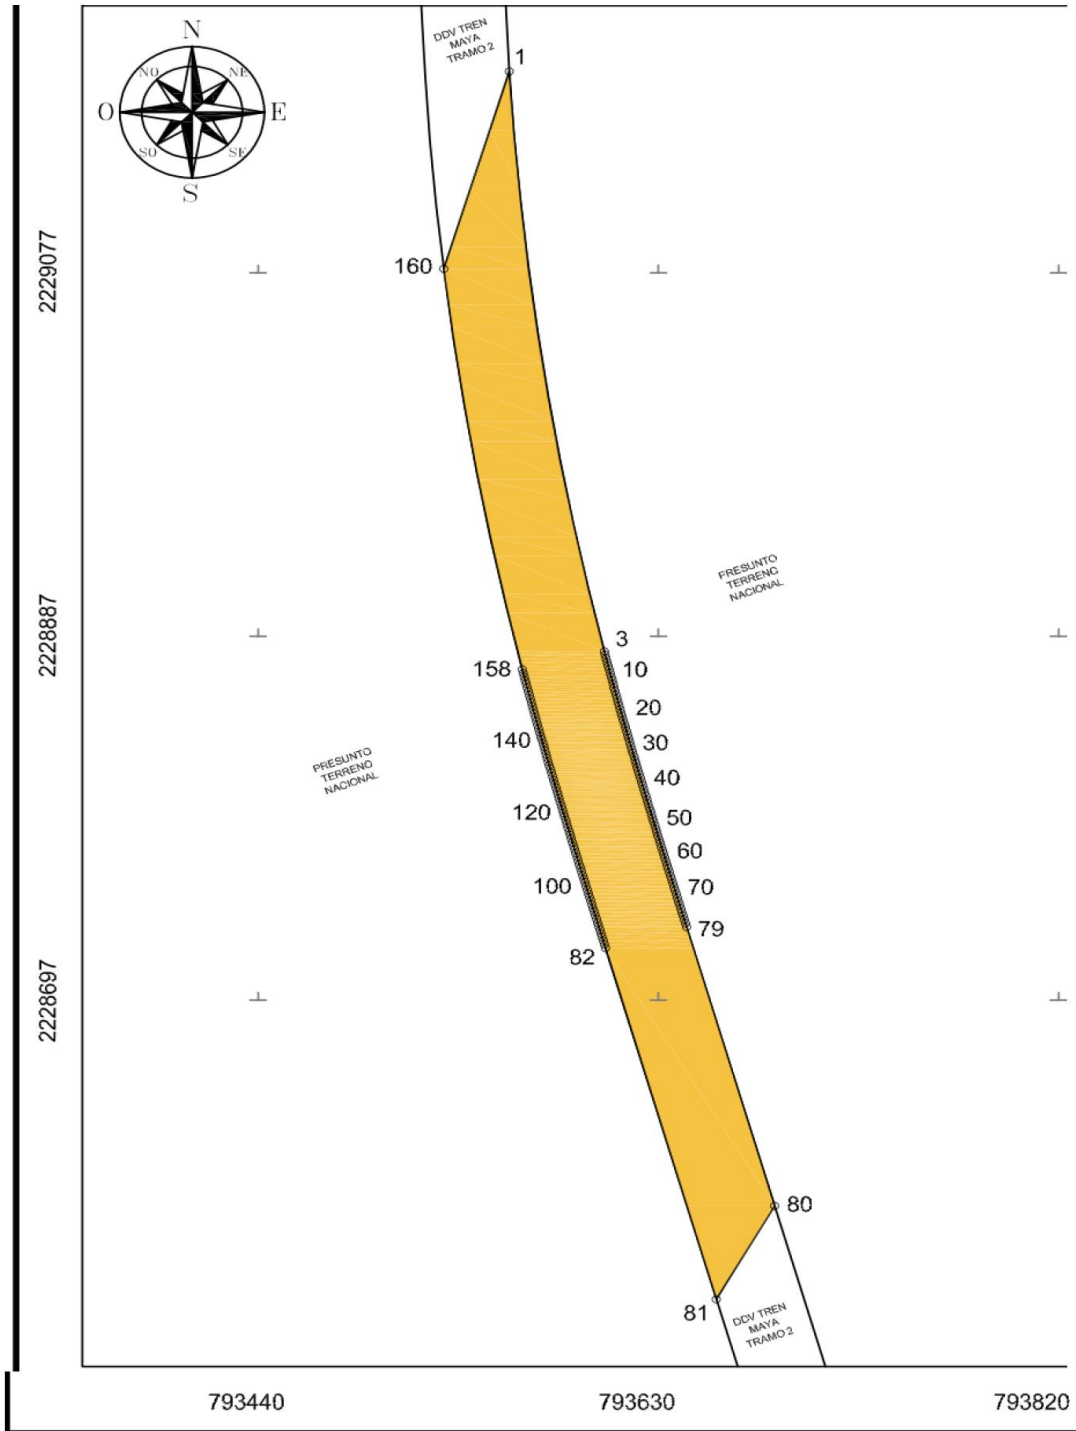 DDV TREN
MAYA
TRAMO 2
1
N
NO
NE
O
E
SO
SE
S
160
2229077
PRESUNTO
TERRENO
NACIONAL
3
2228887
158
10
20
140
30
PRESUNTO
TERRENO
NACIONAL
40
120
50
60
100
70
79
82
2228697
80
81
DDV TREN
MAYA
TRAMO 2
793440
793630
793820